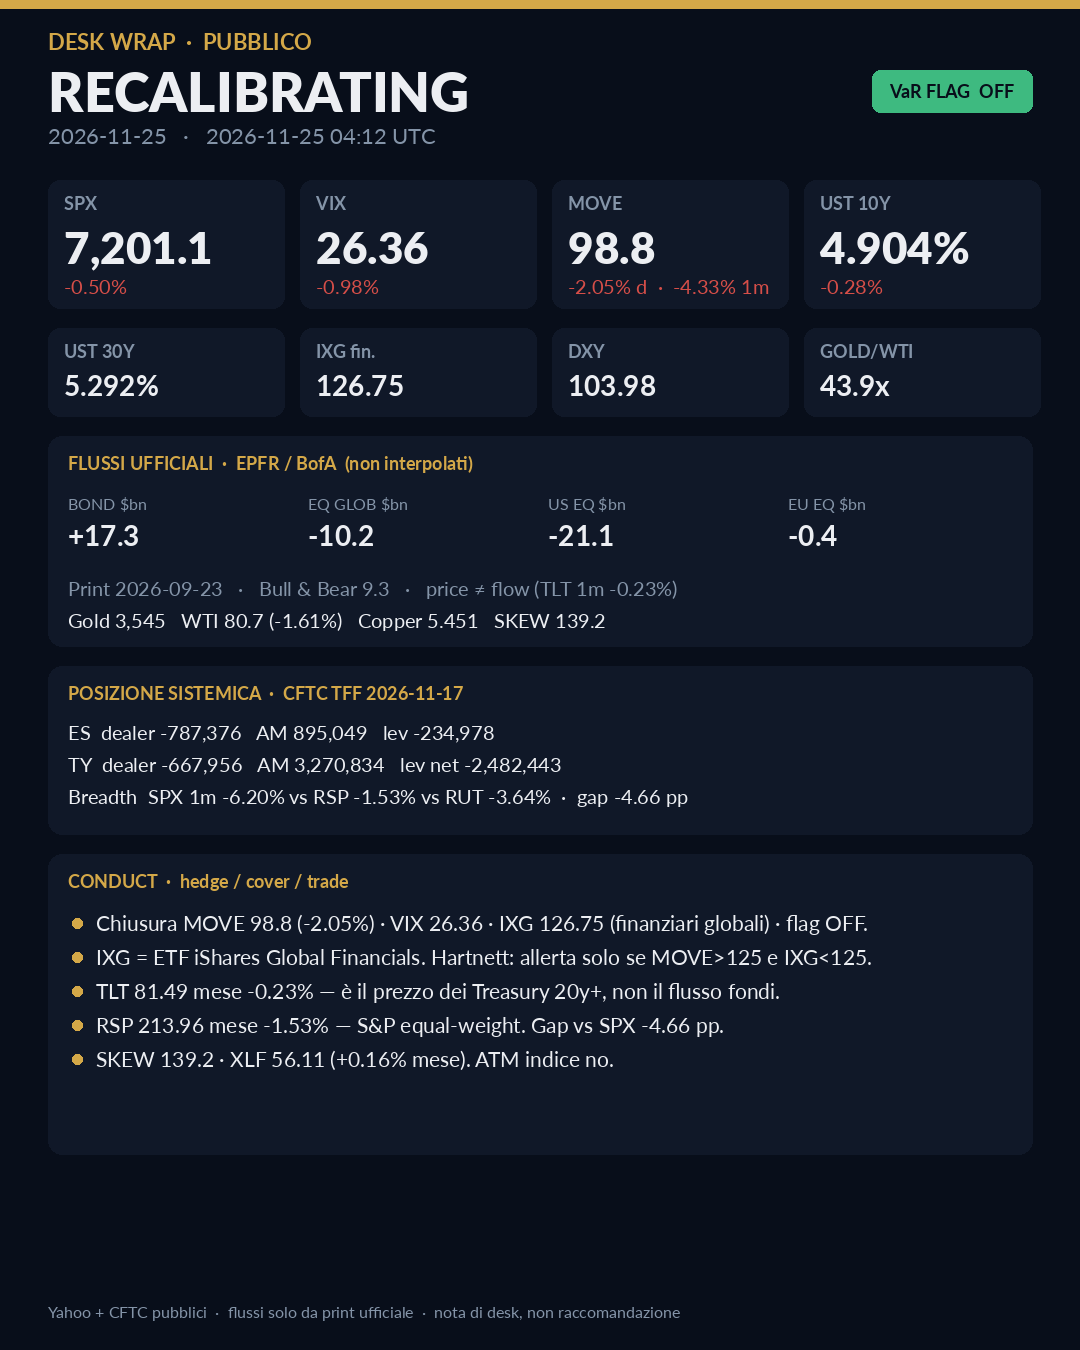 DESK WRAP · PUBBLICO
RECALIBRATING
VaR FLAG OFF
2026-11-25 · 2026-11-25 04:12 UTC
SPX
7,201.1
-0.50%
VIX
26.36
-0.98%
MOVE
98.8
-2.05% d · -4.33% 1m
UST 10Y
4.904%
-0.28%
UST 30Y
5.292%
IXG fin.
126.75
DXY
103.98
GOLD/WTI
43.9x
FLUSSI UFFICIALI · EPFR / BofA (non interpolati)
BOND $bn
+17.3
EQ GLOB $bn
-10.2
US EQ $bn
-21.1
EU EQ $bn
-0.4
Print 2026-09-23 · Bull & Bear 9.3 · price ≠ flow (TLT 1m -0.23%)
Gold 3,545 WTI 80.7 (-1.61%) Copper 5.451 SKEW 139.2
POSIZIONE SISTEMICA · CFTC TFF 2026-11-17
ES dealer -787,376 AM 895,049 lev -234,978
TY dealer -667,956 AM 3,270,834 lev net -2,482,443
Breadth SPX 1m -6.20% vs RSP -1.53% vs RUT -3.64% · gap -4.66 pp
CONDUCT · hedge / cover / trade
Chiusura MOVE 98.8 (-2.05%) · VIX 26.36 · IXG 126.75 (finanziari globali) · flag OFF.
IXG = ETF iShares Global Financials. Hartnett: allerta solo se MOVE>125 e IXG<125.
TLT 81.49 mese -0.23% — è il prezzo dei Treasury 20y+, non il flusso fondi.
RSP 213.96 mese -1.53% — S&P equal-weight. Gap vs SPX -4.66 pp.
SKEW 139.2 · XLF 56.11 (+0.16% mese). ATM indice no.
Yahoo + CFTC pubblici · flussi solo da print ufficiale · nota di desk, non raccomandazione